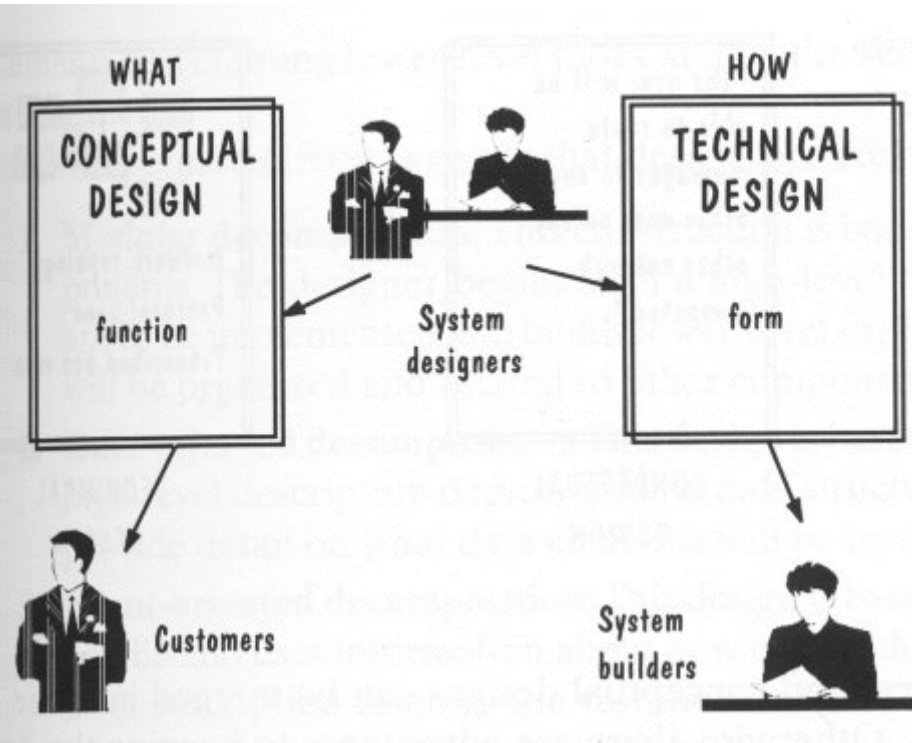 WHAT
HOW
CONCEPTUAL
DESIGN
TECHNICAL
DESIGN
function
System
designers
form
Customers
System
builders